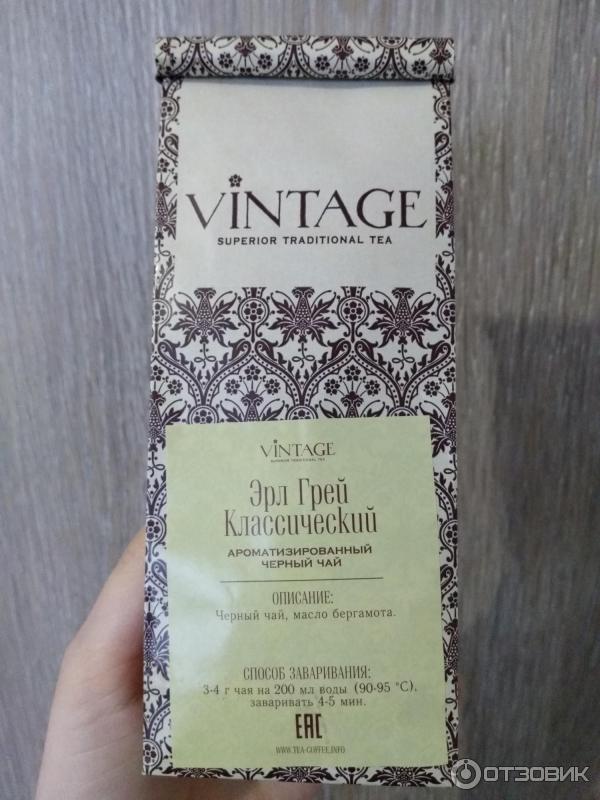 VINTAGE
SUPERIOR TRADITIONAL TEA
VINTAGE
SUPERIOR TRADITIONAL TEA
Эрл Грей
Классический
АРОМАТИЗИРОВАННЫЙ
ЧЕРНЫЙ ЧАЙ
ОПИСАНИЕ:
Черный чай, масло бергамота.
СПОСОБ ЗАВАРИВАНИЯ:
3-4 г чая на 200 мл воды (90-95 °C),
заваривать 4-5 мин.
EAC
WWW.TEA-COFFEE.INFO
ОТЗОВИК